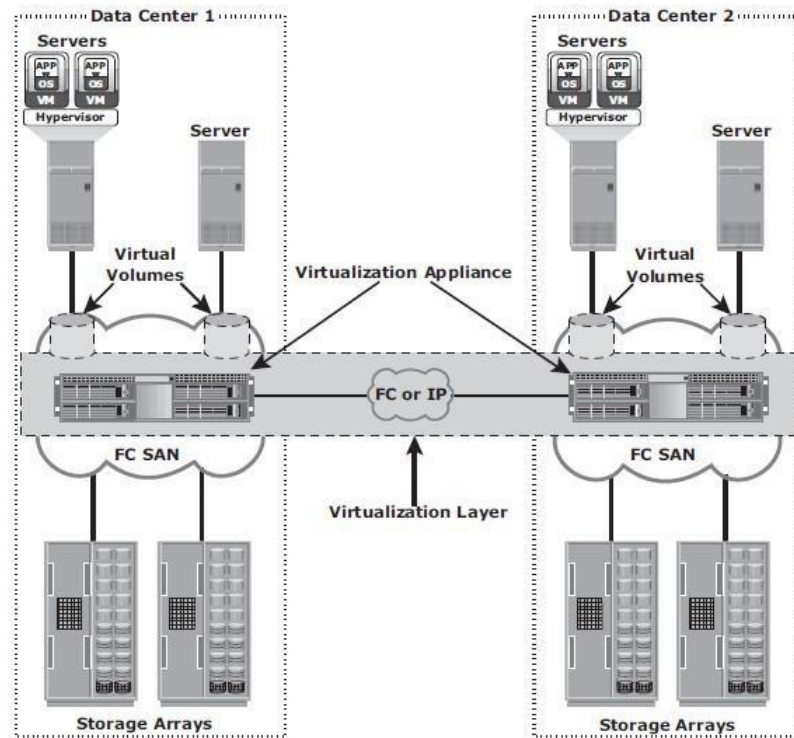 Data Center 1
Servers
APP APP
OS OS
VM VM
Hypervisor
Server
Virtual
Volumes
Data Center 2
Servers
APP APP
OS OS
VM VM
Hypervisor
Server
Virtual
Volumes
Virtualization Appliance
FC or IP
FC SAN
FC SAN
Virtualization Layer
Storage Arrays
Storage Arrays